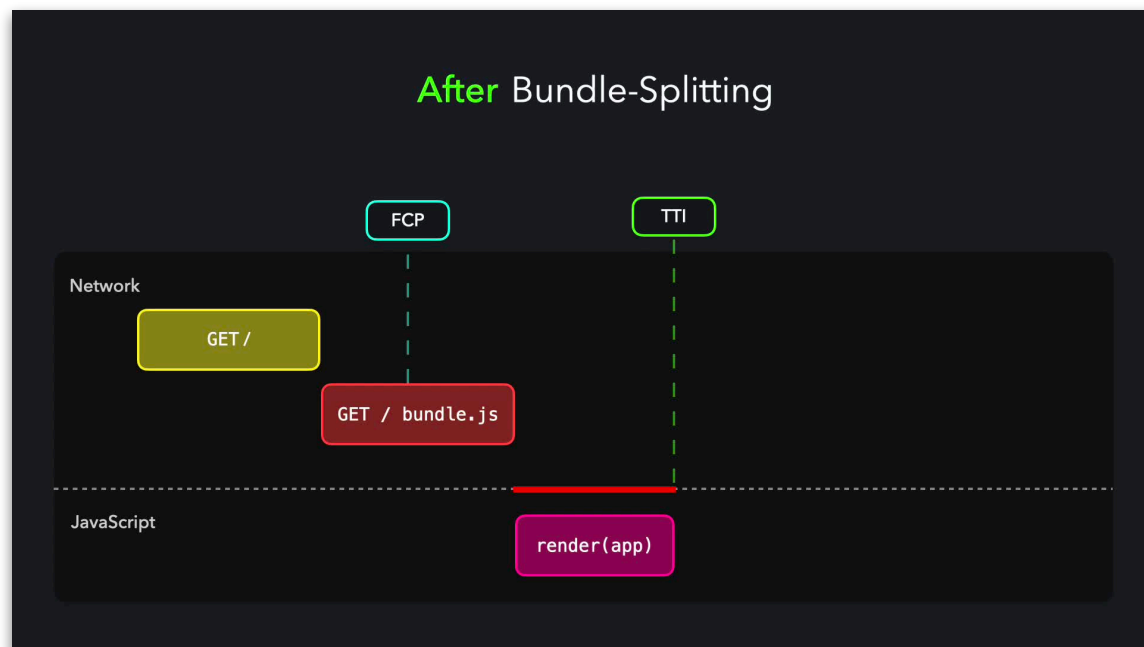 After Bundle-Splitting
FCP
TTI
Network
GET /
GET / bundle.js
JavaScript
render(app)